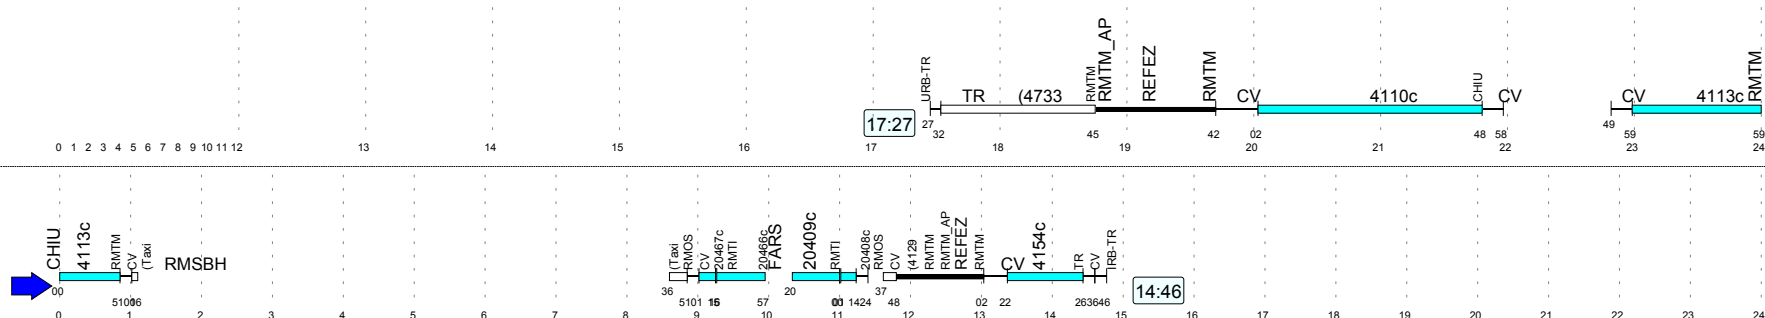 URB-TR RMTM RMTM_AP REFEZ RMTM CHIU RMTM
TR (4733 CV 4110c CV CV 4113c
17:27
27 32 45 42 02 48 58 49 59 59
0 1 2 3 4 5 6 7 8 9 10 11 12 13 14 15 16 17 18 19 20 21 22 23 24
CHIU 4113c RMTM CV (Taxi RMSBH (Taxi RMOS CV 20467c RMTI 20466c FARS 20409c RMTI 20408c RMOS CV (4129 RMTM RMTM_AP REFEZ RMTM CV 4154c TR CV IRB-TR
14:46
00 36 57 20 37 48 02 22 263646
0 1 2 3 4 5 6 7 8 9 10 11 12 13 14 15 16 17 18 19 20 21 22 23 24